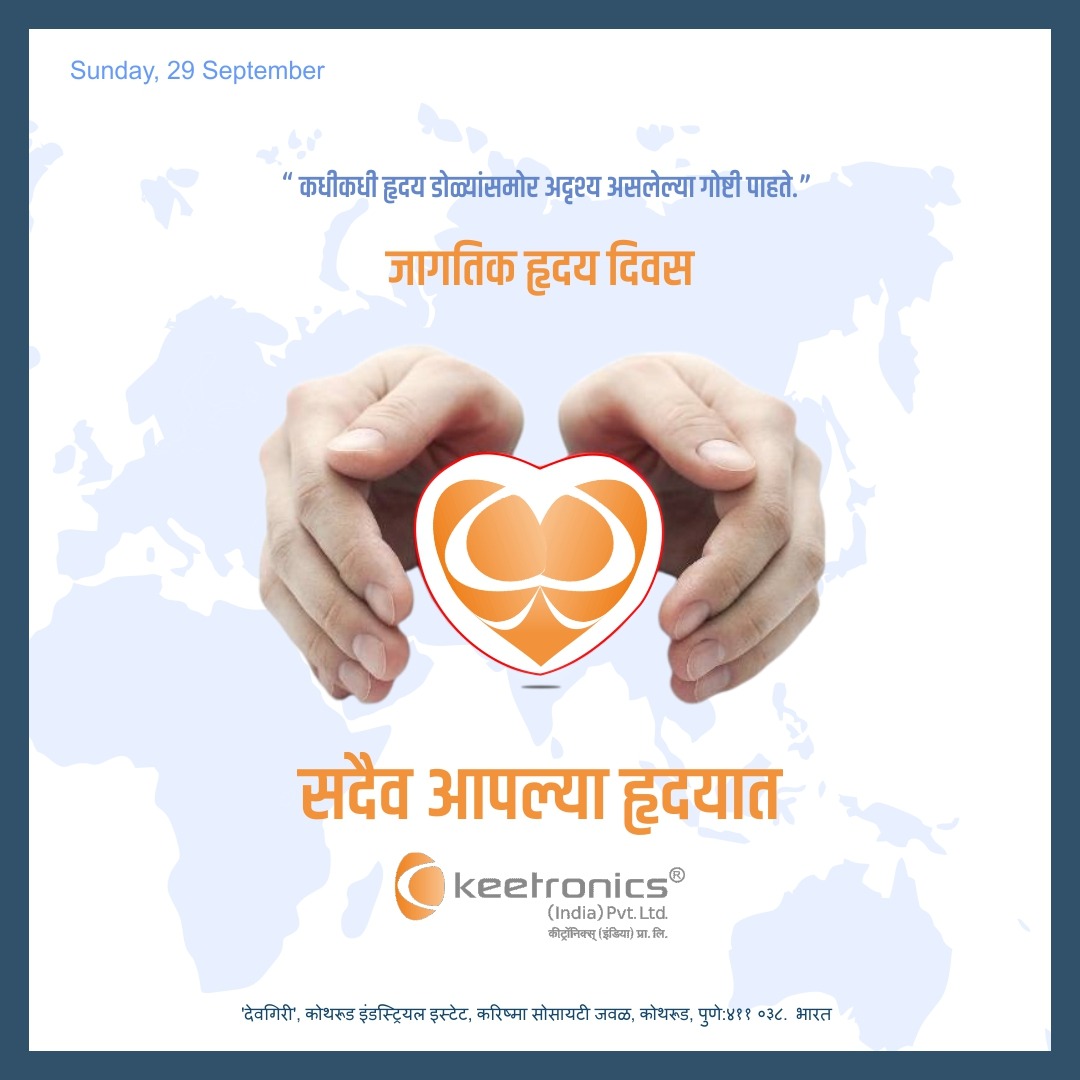 Sunday, 29 September
“ कधीकधी हृदय डोळ्यांसमोर अदृश्य असलेल्या गोष्टी पाहते.”
जागतिक हृदय दिवस
सदैव आपल्या हृदयात
keetronics®
(India) Pvt. Ltd.
कीट्रॉनिक्स् (इंडिया) प्रा. लि.
'देवगिरी', कोथरूड इंडस्ट्रियल इस्टेट, करिष्मा सोसायटी जवळ, कोथरूड, पुणे:४११ ०३८. भारत